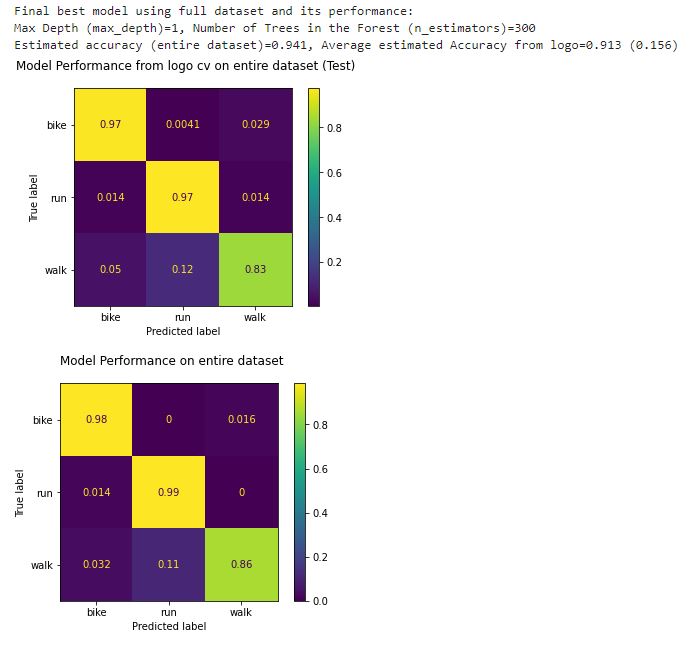 Final best model using full dataset and its performance:
Max Depth (max_depth)=1, Number of Trees in the Forest (n_estimators)=300
Estimated accuracy (entire dataset)=0.941, Average estimated Accuracy from logo=0.913 (0.156)
Model Performance from logo cv on entire dataset (Test)
bike 0.97 0.0041 0.029
run 0.014 0.97 0.014
walk 0.05 0.12 0.83
True label
bike run walk
Predicted label
0.8
0.6
0.4
0.2
Model Performance on entire dataset
bike 0.98 0 0.016
run 0.014 0.99 0
walk 0.032 0.11 0.86
True label
bike run walk
Predicted label
0.8
0.6
0.4
0.2
0.0